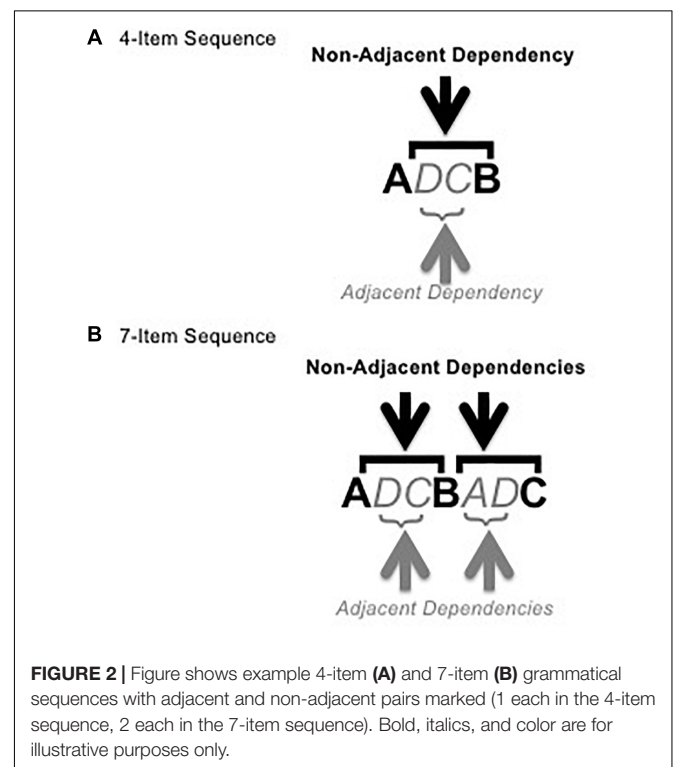 A 4-Item Sequence
Non-Adjacent Dependency
ADCB
Adjacent Dependency
B 7-Item Sequence
Non-Adjacent Dependencies
ADCBADC
Adjacent Dependencies
FIGURE 2 | Figure shows example 4-item (A) and 7-item (B) grammatical
sequences with adjacent and non-adjacent pairs marked (1 each in the 4-item
sequence, 2 each in the 7-item sequence). Bold, italics, and color are for
illustrative purposes only.